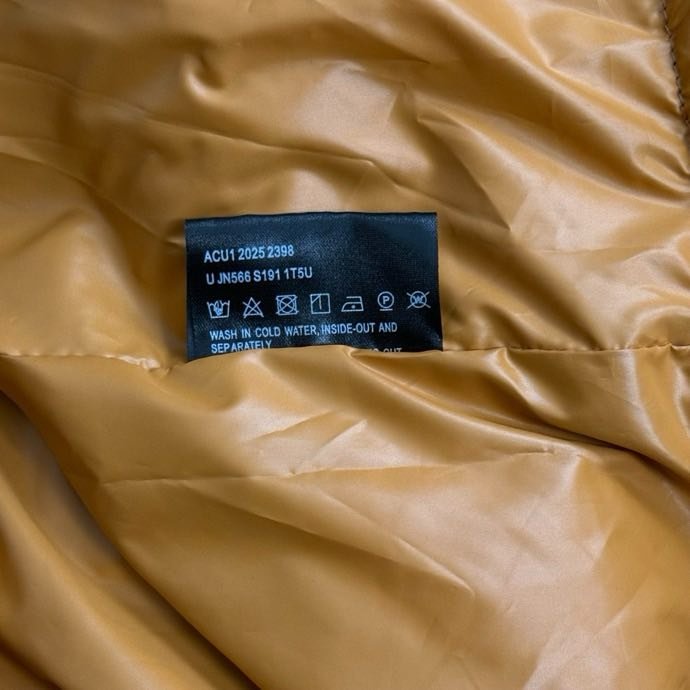 ACU1 2025 2398
U JN566 S191 1T5U
WASH IN COLD WATER, INSIDE-OUT AND
SEPARATELY